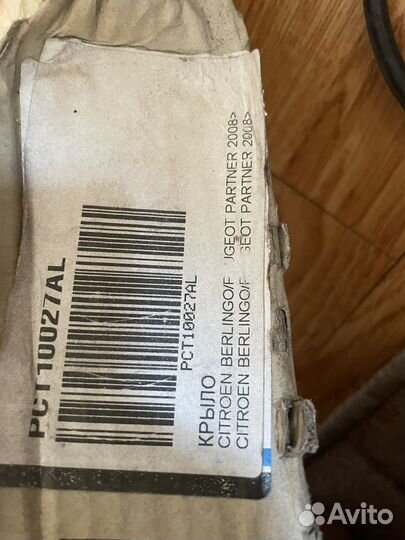 PCT10027AL
PCT10027AL
КРЫЛО
CITROEN BERLINGO/P GEOT PARTNER 2008>
CITROEN BERLINGO/P GEOT PARTNER 2008>
Avito